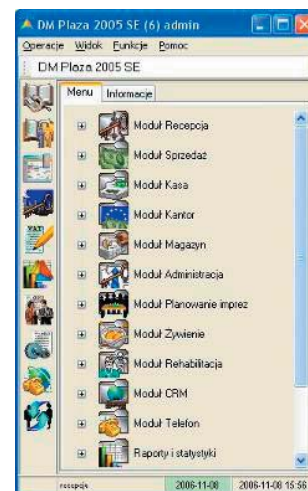 DM Plaza 2005 SE (6) admin
Operacje Widok Funkcje Pomoc
DM Plaza 2005 SE
Menu Informacje
Moduł Recepcja
Moduł Sprzedaż
Moduł Kasa
Moduł Kantor
Moduł Magazyn
Moduł Administracja
VAT
Moduł Planowanie imprez
Moduł Żywienie
Moduł Rehabilitacja
Moduł CRM
Moduł Telefon
Raporty i statystyki
recepcja 2006-11-08 2006-11-08 15:58